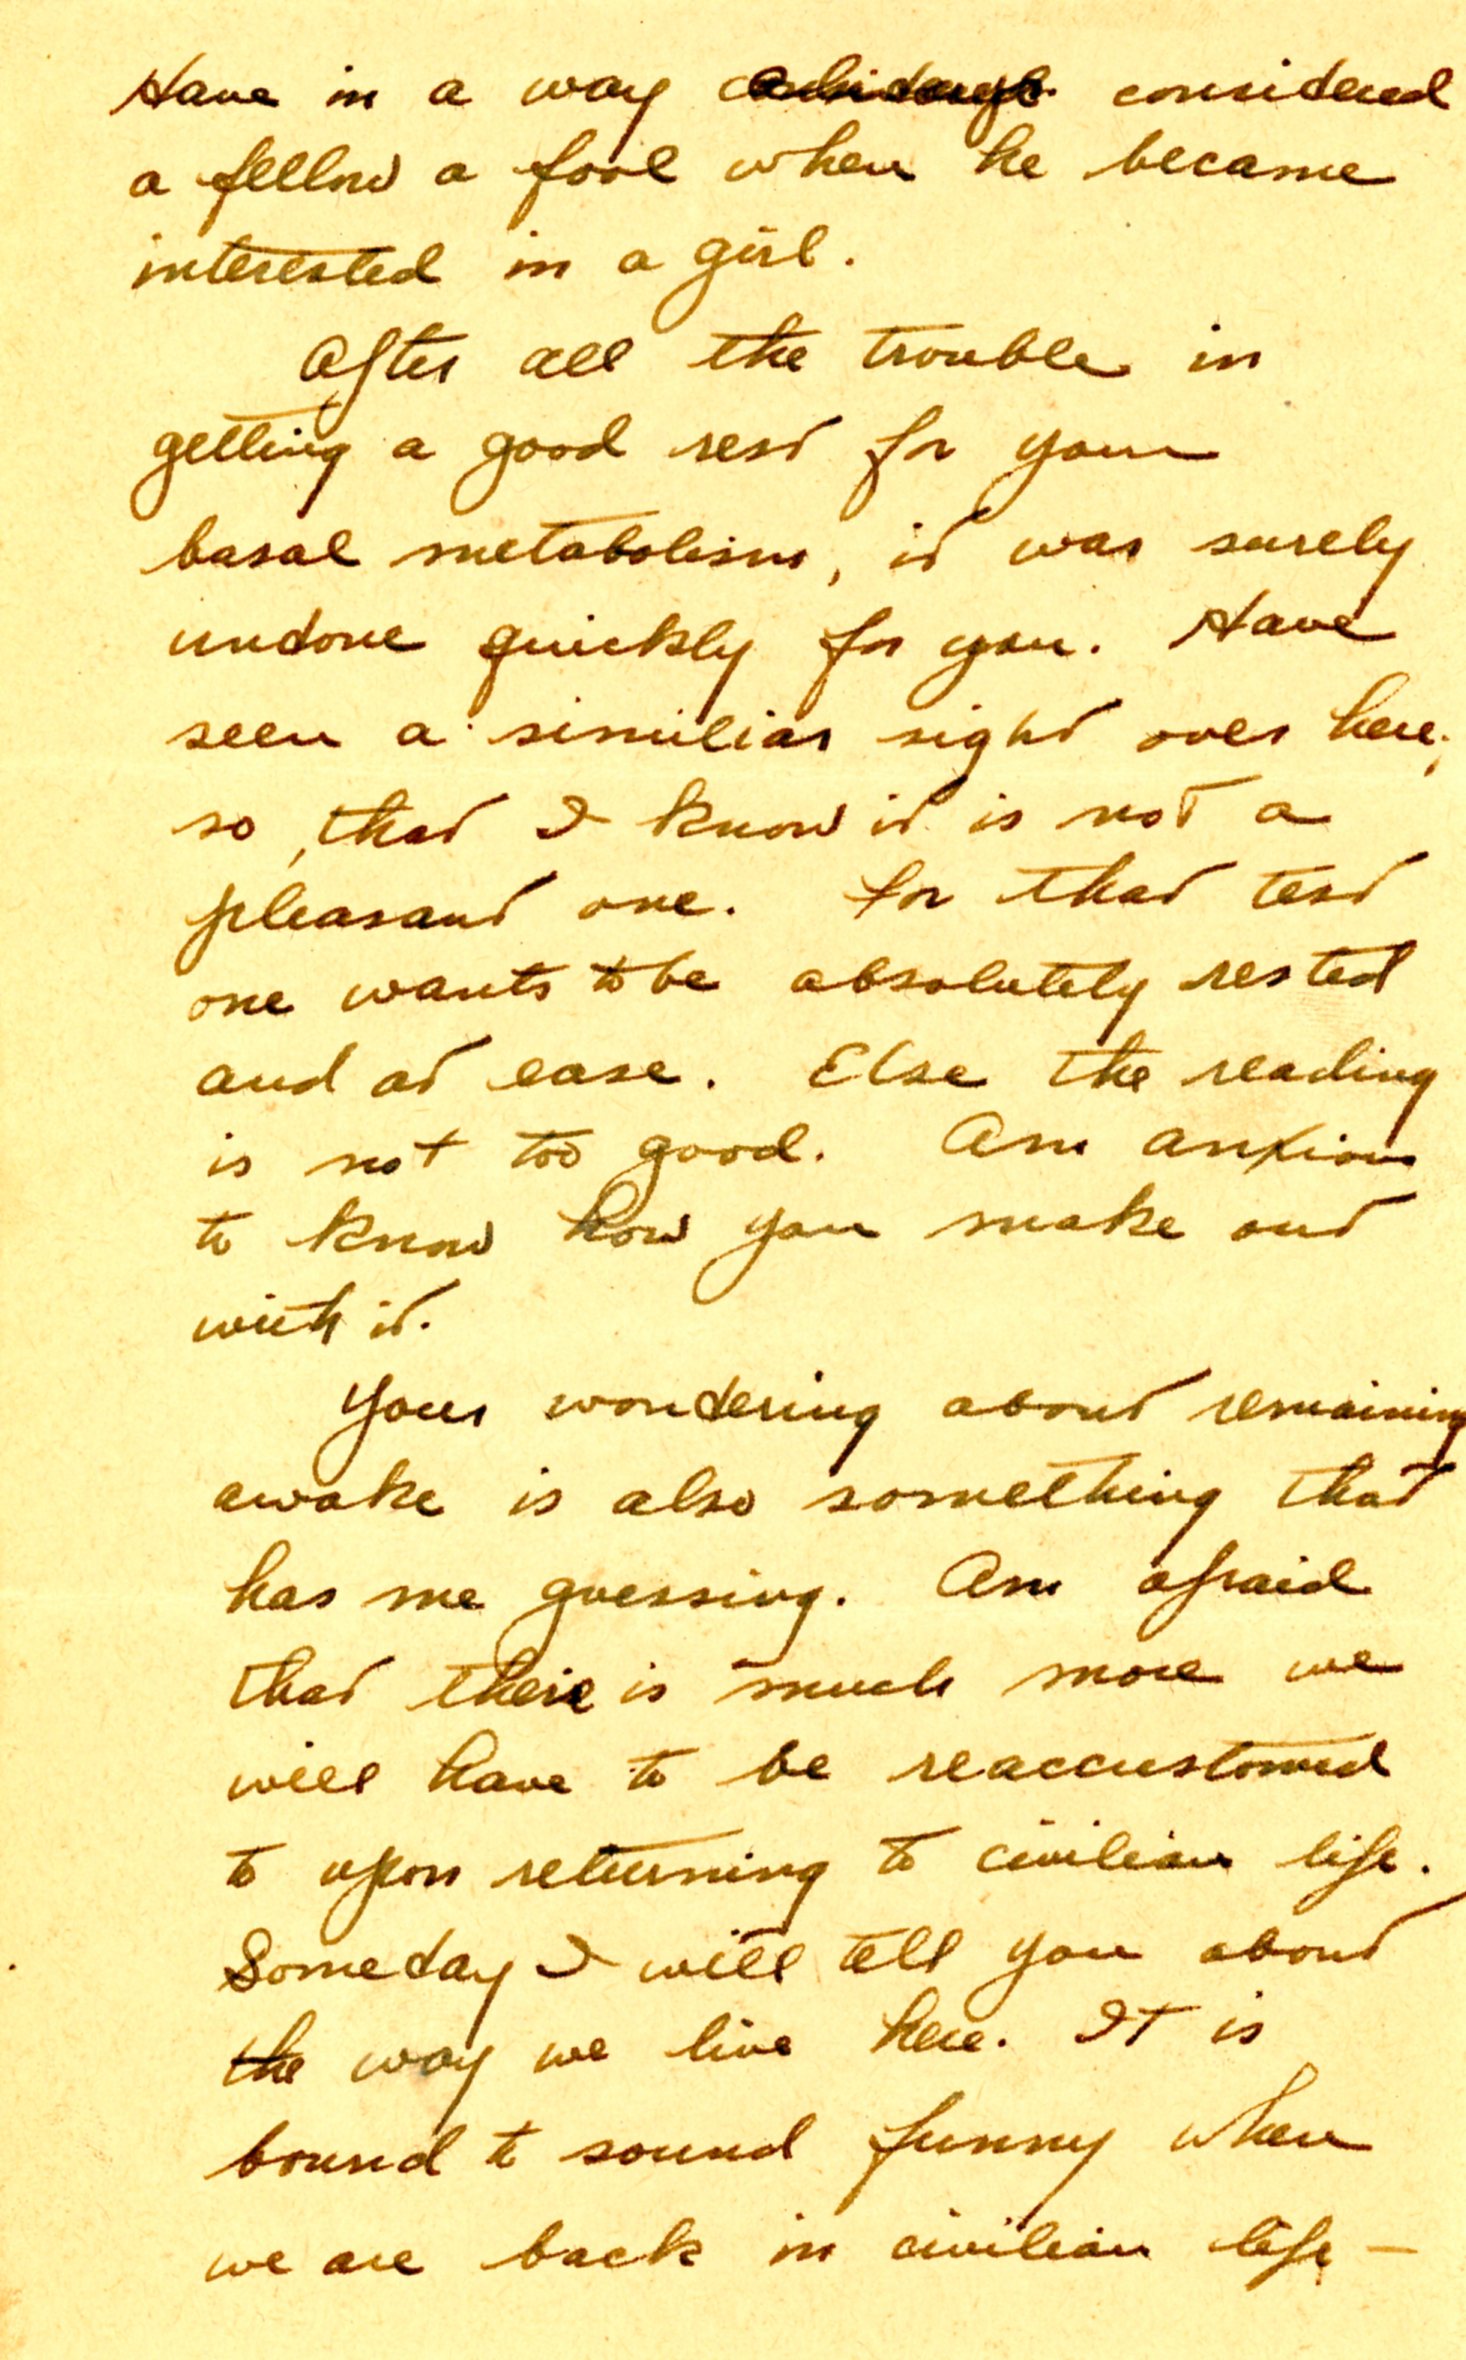 Have in a way considered
a fellow a fool when he became
interested in a girl.
After all the trouble in
getting a good rest for your
basal metabolism, it was surely
undone quickly for you. Have
seen a similiar sight over here,
so, that I know it is not a
pleasant one. For that test
one wants to be absolutely rested
and at ease. Else the reading
is not too good. Am anxious
to know how you make out
with it.
Your wondering about remaining
awake is also something that
has me guessing. Am afraid
that there is much more we
will have to be reaccustomed
to upon returning to civilian life.
Someday I will tell you about
the way we live here. It is
bound to sound funny when
we are back in civilian life —